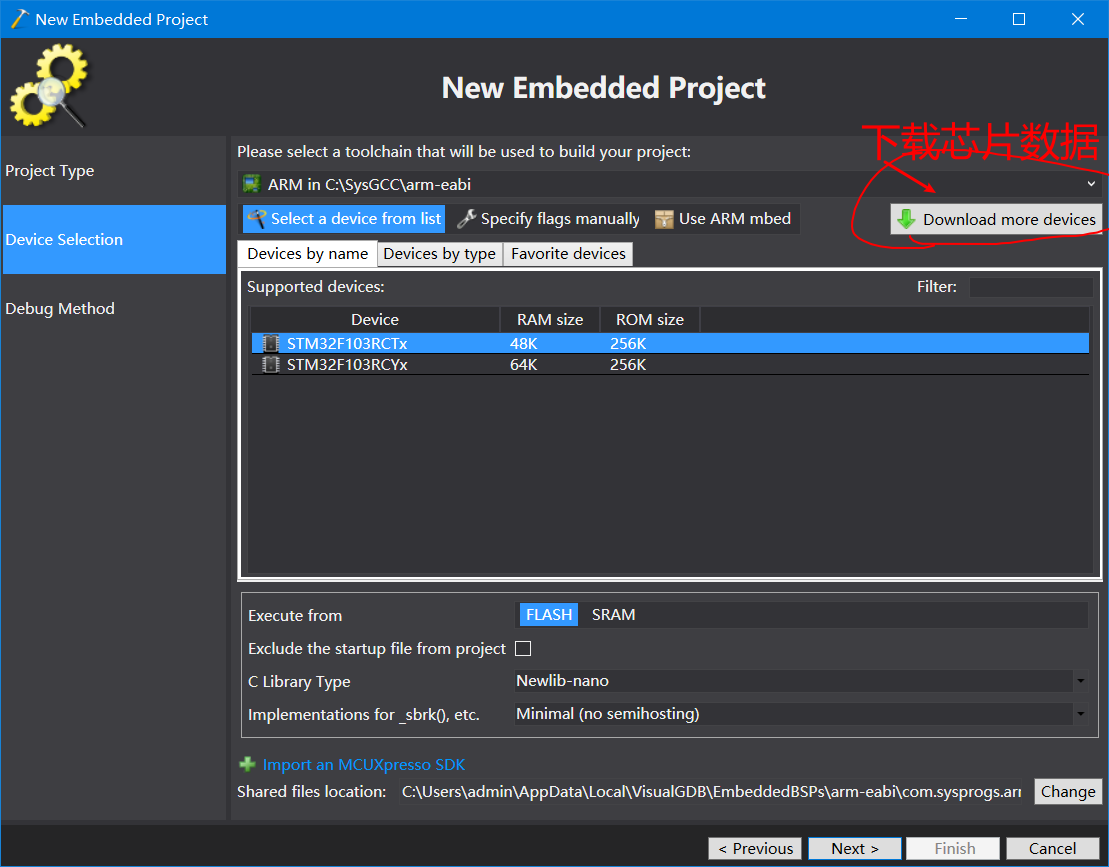 New Embedded Project
New Embedded Project
下载芯片数据
Project Type
Device Selection
Debug Method
Please select a toolchain that will be used to build your project:
ARM in C:\SysGCC\arm-eabi
Select a device from list Specify flags manually Use ARM mbed Download more devices
Devices by name Devices by type Favorite devices
Supported devices: Filter:
Device RAM size ROM size
STM32F103RCTx 48K 256K
STM32F103RCYx 64K 256K
Execute from FLASH SRAM
Exclude the startup file from project
C Library Type Newlib-nano
Implementations for _sbrk(), etc. Minimal (no semihosting)
Import an MCUXpresso SDK
Shared files location: C:\Users\admin\AppData\Local\VisualGDB\EmbeddedBSPs\arm-eabi\com.sysprogs.arm Change
< Previous Next > Finish Cancel